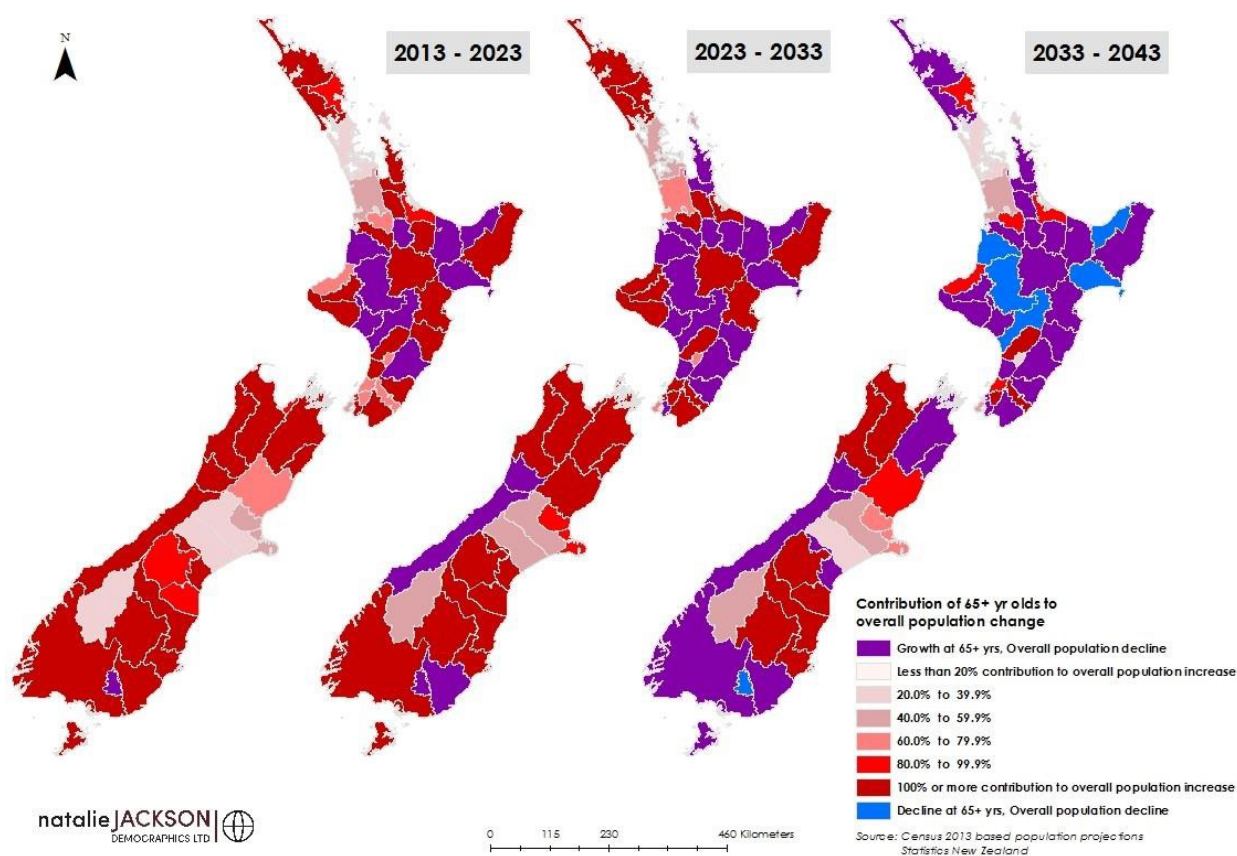 N
2013 - 2023
2023 - 2033
2033 - 2043
Contribution of 65+ yr olds to
overall population change
Growth at 65+ yrs, Overall population decline
Less than 20% contribution to overall population increase
20.0% to 39.9%
40.0% to 59.9%
60.0% to 79.9%
80.0% to 99.9%
100% or more contribution to overall population increase
Decline at 65+ yrs, Overall population decline
Source: Census 2013 based population projections
Statistics New Zealand
natalieJACKSON
DEMOGRAPHICS LTD
0 115 230 460 Kilometers